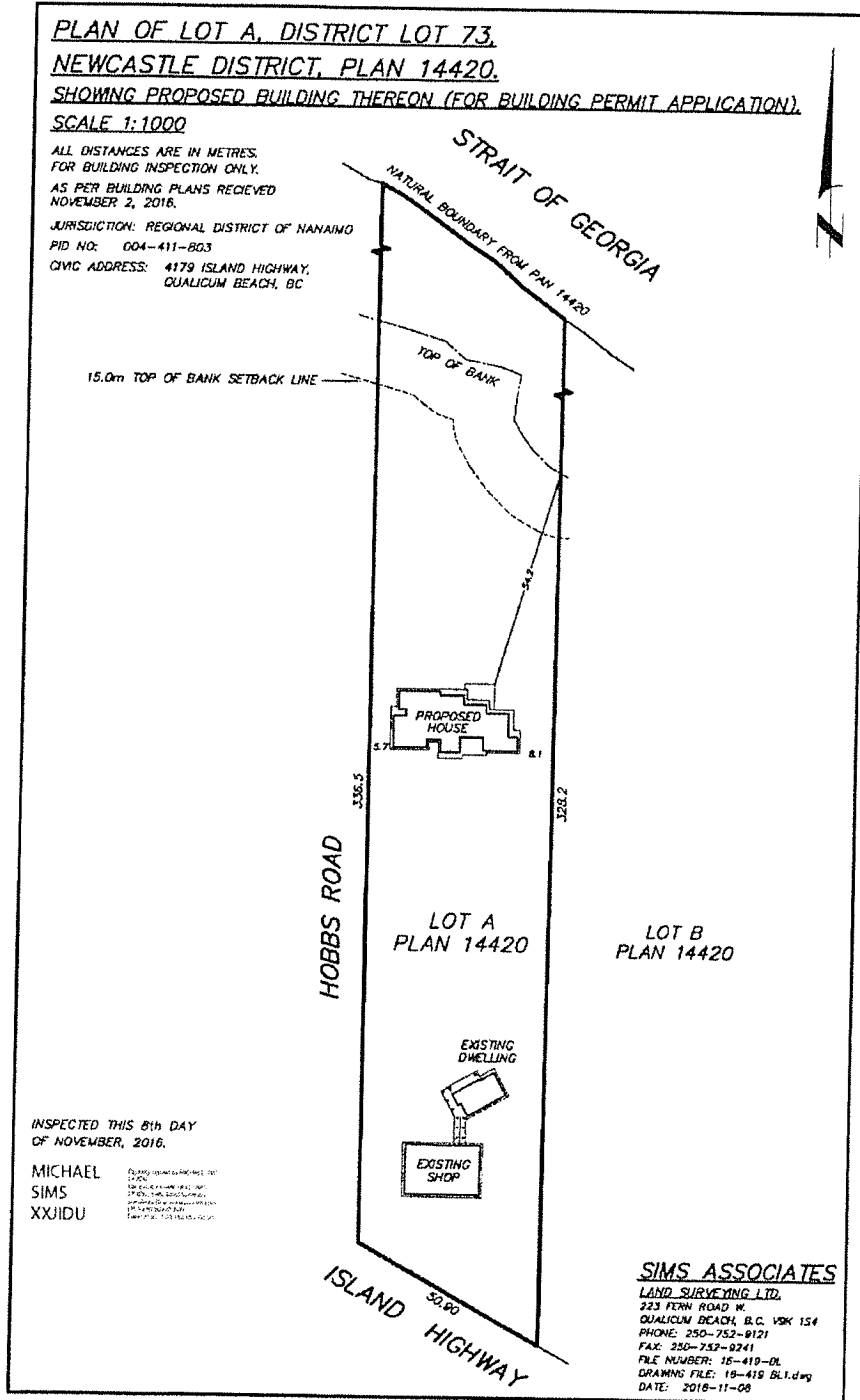 PLAN OF LOT A, DISTRICT LOT 73,
NEWCASTLE DISTRICT, PLAN 14420.
SHOWING PROPOSED BUILDING THEREON (FOR BUILDING PERMIT APPLICATION).
SCALE 1:1000
ALL DISTANCES ARE IN METRES.
FOR BUILDING INSPECTION ONLY.
AS PER BUILDING PLANS RECIEVED
NOVEMBER 2, 2016.
JURISDICTION: REGIONAL DISTRICT OF NANAIMO
PID NO: 004-411-803
CIVIC ADDRESS: 4179 ISLAND HIGHWAY,
QUALICUM BEACH, BC
STRAIT OF GEORGIA
NATURAL BOUNDARY FROM PAN 14420
TOP OF BANK
15.0m TOP OF BANK SETBACK LINE
54.2
PROPOSED
HOUSE
5.7
8.1
336.5
328.2
HOBBS ROAD
LOT A
PLAN 14420
LOT B
PLAN 14420
EXISTING
DWELLING
EXISTING
SHOP
INSPECTED THIS 8th DAY
OF NOVEMBER, 2016.
MICHAEL
SIMS
XXJIDU
50.90
ISLAND HIGHWAY
SIMS ASSOCIATES
LAND SURVEYING LTD.
223 FERN ROAD W.
QUALICUM BEACH, B.C. V9K 1S4
PHONE: 250-752-9121
FAX: 250-752-9241
FILE NUMBER: 16-419-BL
DRAWING FILE: 16-419 BL1.dwg
DATE: 2016-11-08